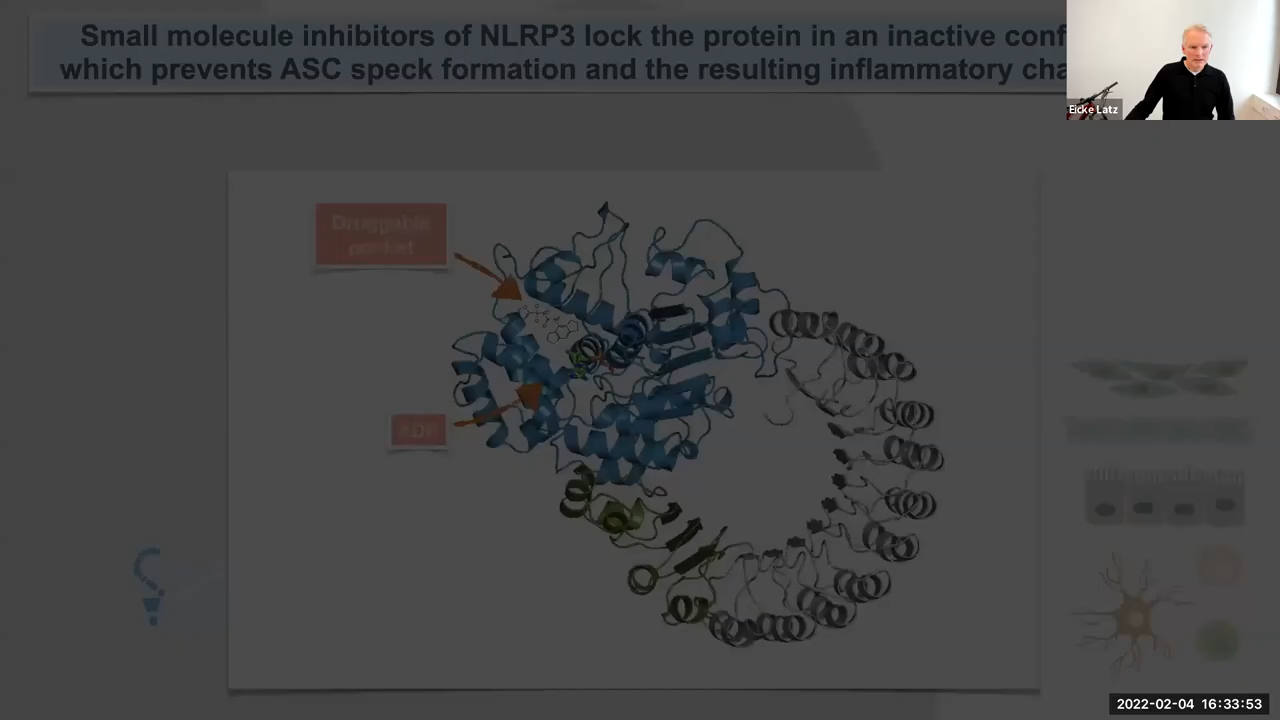 Small molecule inhibitors of NLRP3 lock the protein in an inactive conf
which prevents ASC speck formation and the resulting inflammatory cha
Eicke Latz
Druggable
pocket
ADP
2022-02-04 16:33:53